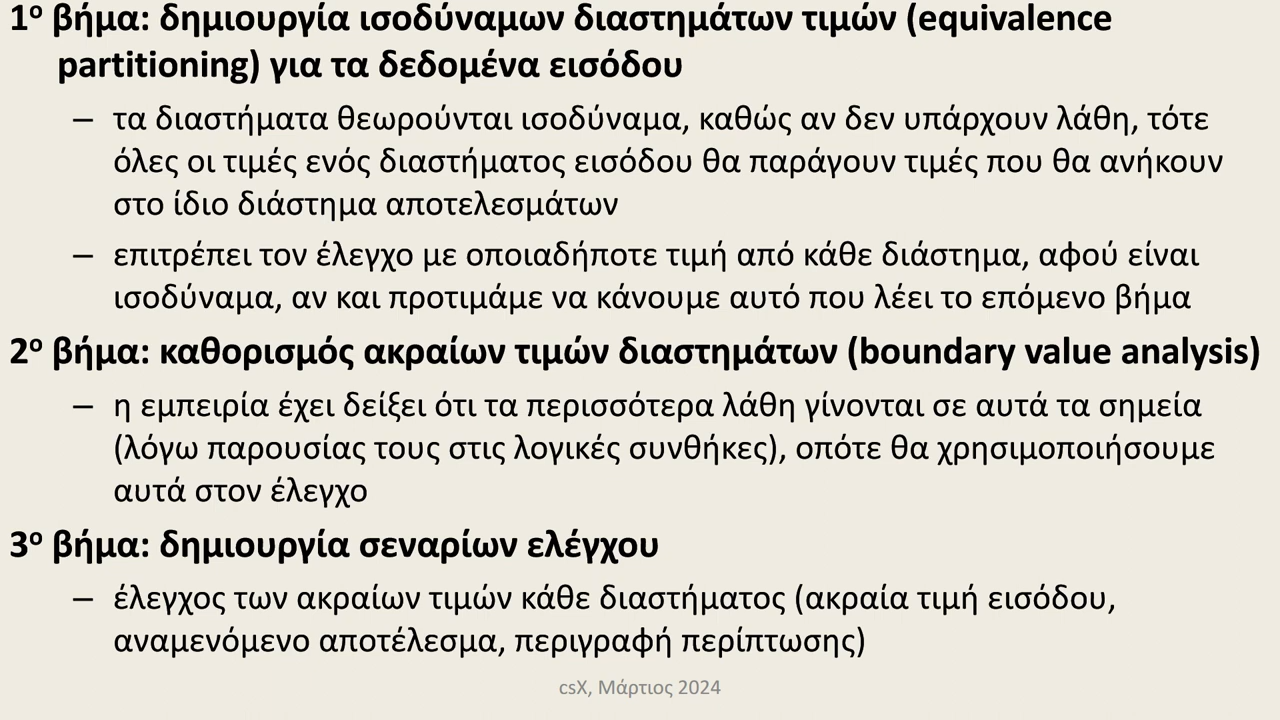 1ο βήμα: δημιουργία ισοδύναμων διαστημάτων τιμών (equivalence
partitioning) για τα δεδομένα εισόδου
– τα διαστήματα θεωρούνται ισοδύναμα, καθώς αν δεν υπάρχουν λάθη, τότε
όλες οι τιμές ενός διαστήματος εισόδου θα παράγουν τιμές που θα ανήκουν
στο ίδιο διάστημα αποτελεσμάτων
– επιτρέπει τον έλεγχο με οποιαδήποτε τιμή από κάθε διάστημα, αφού είναι
ισοδύναμα, αν και προτιμάμε να κάνουμε αυτό που λέει το επόμενο βήμα
2ο βήμα: καθορισμός ακραίων τιμών διαστημάτων (boundary value analysis)
– η εμπειρία έχει δείξει ότι τα περισσότερα λάθη γίνονται σε αυτά τα σημεία
(λόγω παρουσίας τους στις λογικές συνθήκες), οπότε θα χρησιμοποιήσουμε
αυτά στον έλεγχο
3ο βήμα: δημιουργία σεναρίων ελέγχου
– έλεγχος των ακραίων τιμών κάθε διαστήματος (ακραία τιμή εισόδου,
αναμενόμενο αποτέλεσμα, περιγραφή περίπτωσης)
csX, Μάρτιος 2024